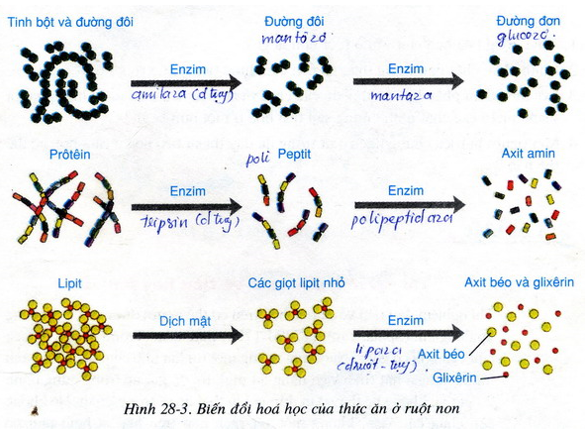 Tinh bột và đường đôi
Đường đôi
Đường đơn
mantôzơ
glucozơ.
Enzim
Enzim
amilaza (d tụy)
mantaza
Prôtêin
poli Peptit
Axit amin
Enzim
Enzim
tripsin (d tụy)
polipeptidaza
Lipit
Các giọt lipit nhỏ
Axit béo và glixêrin
Dịch mật
Enzim
lipaza
Axit béo
Glixêrin
Hình 28-3. Biến đổi hoá học của thức ăn ở ruột non